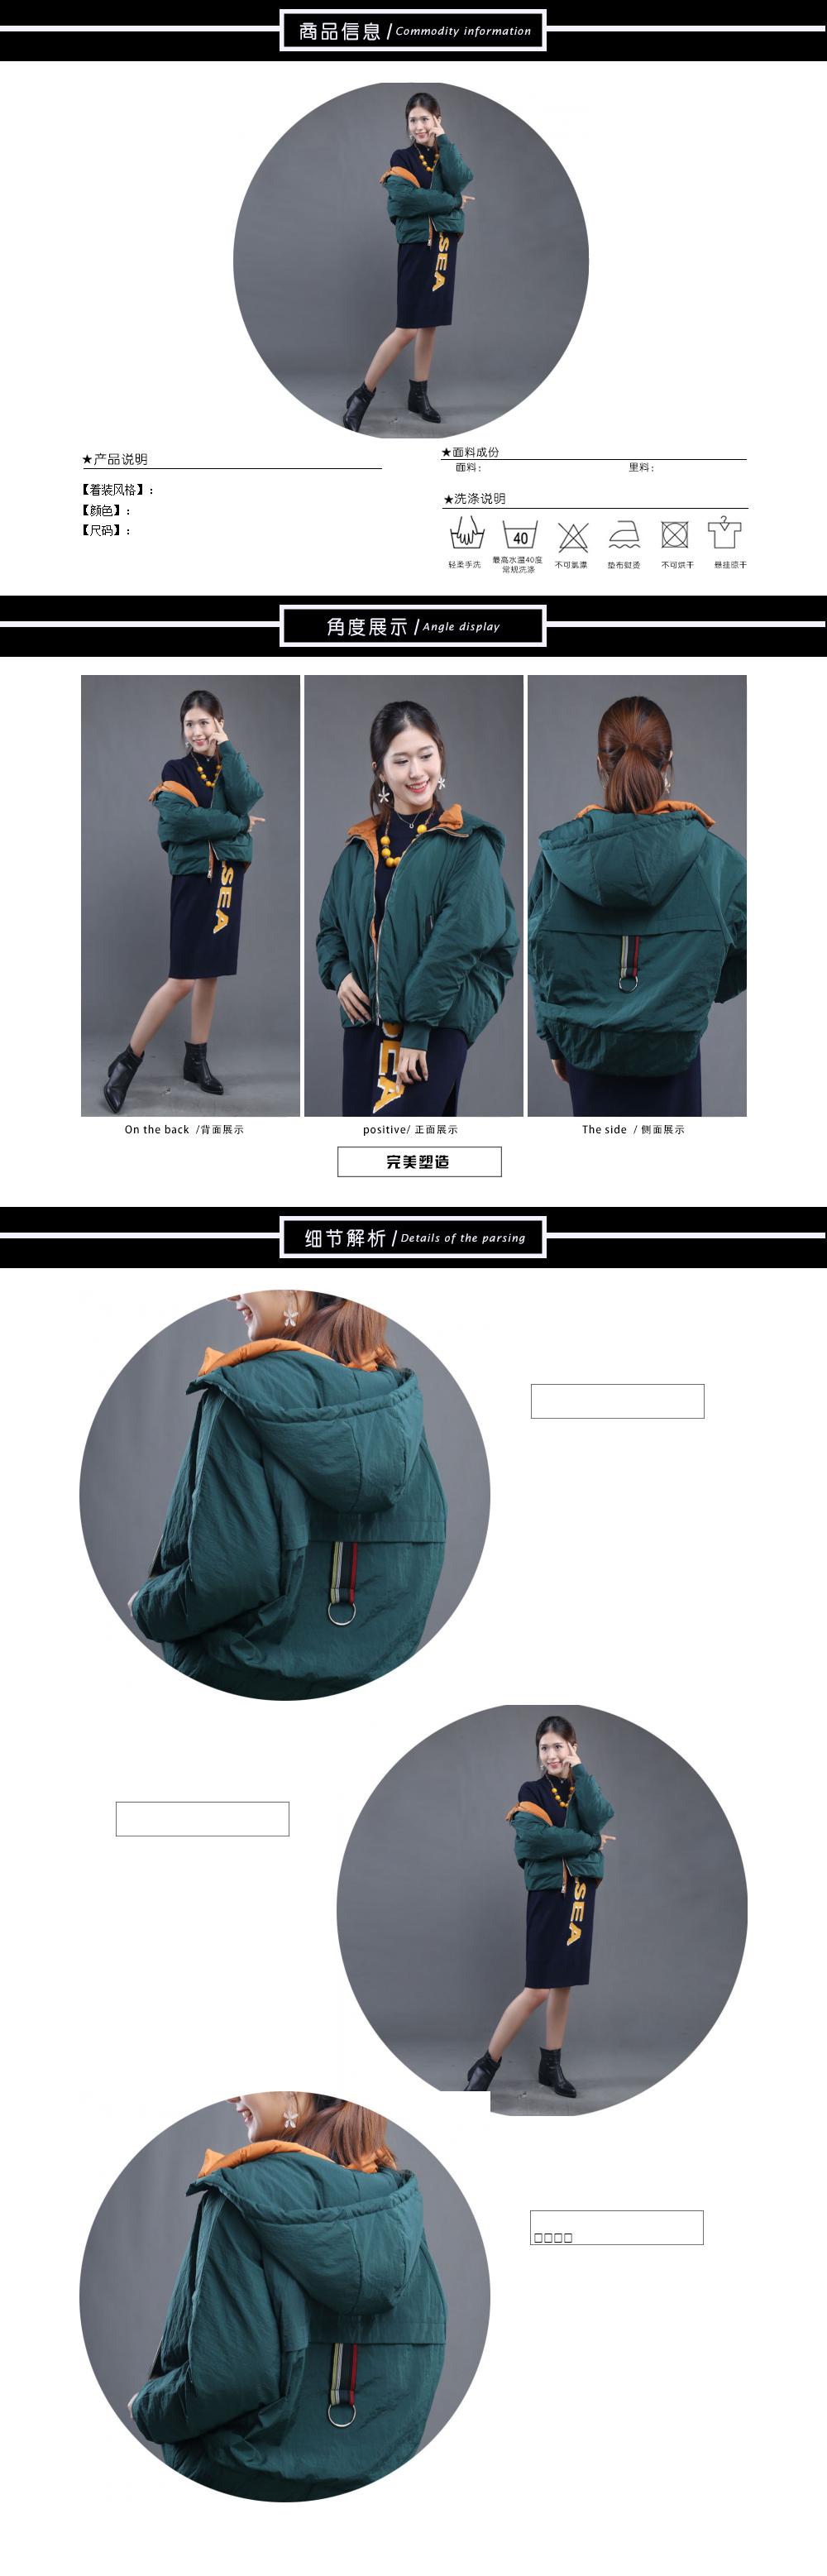 商品信息 / Commodity information
SEA
★产品说明
【着装风格】：
【颜色】：
【尺码】：
★面料成份
面料：
里料：
★洗涤说明
40
轻柔手洗
最高水温40度
常规洗涤
不可氯漂
垫布熨烫
不可烘干
悬挂晾干
角度展示 / Angle display
SEA
EA
On the back /背面展示
positive/ 正面展示
The side / 侧面展示
完美塑造
细节解析 / Details of the parsing
SEA
□□□□